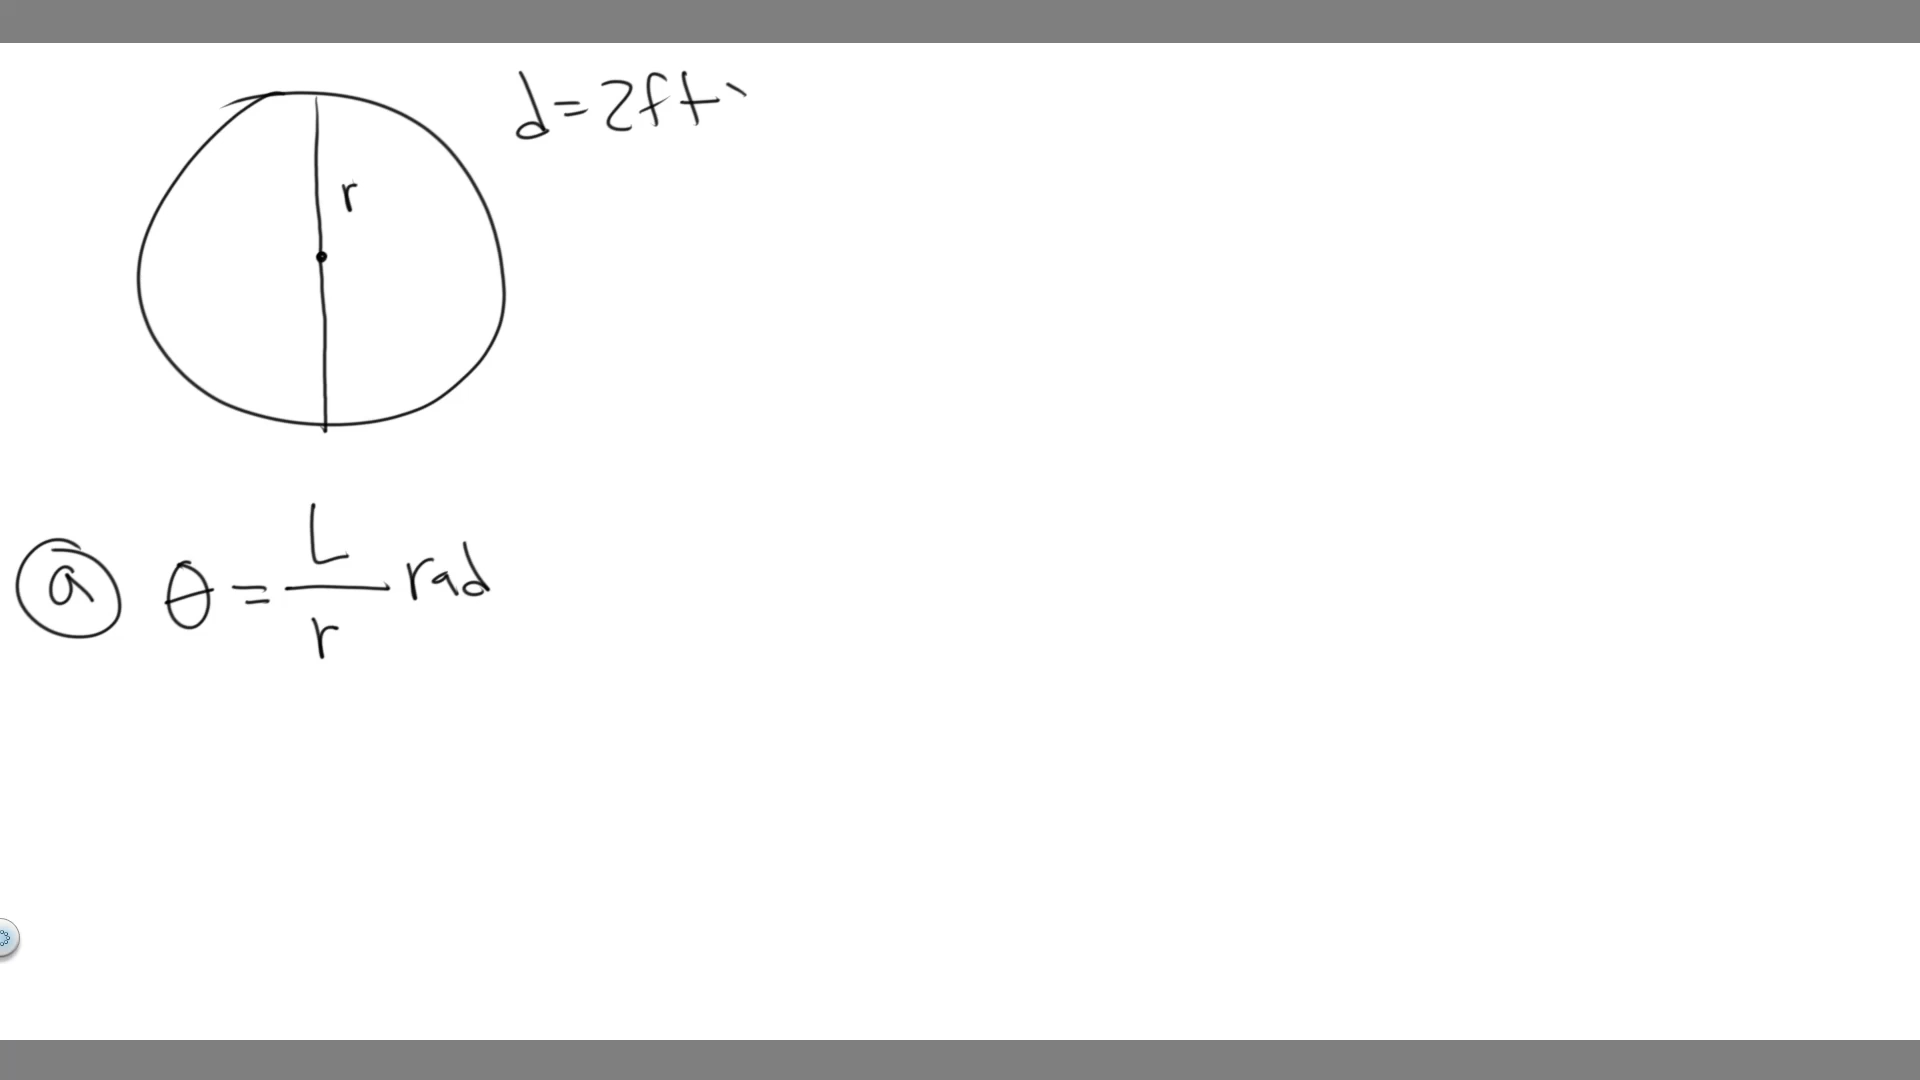 d=2ft
r
ⓐ θ = L/r rad